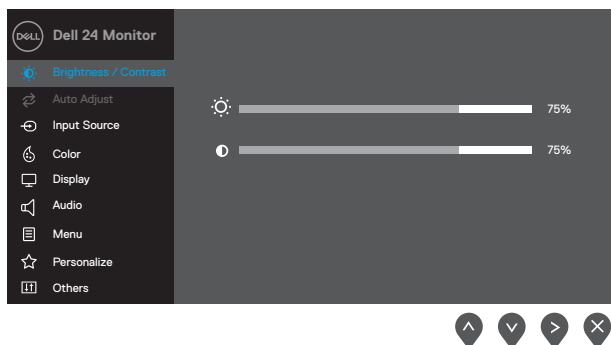 DELL Dell 24 Monitor
Brightness / Contrast
Auto Adjust
75%
Input Source
Color
75%
Display
Audio
Menu
Personalize
Others